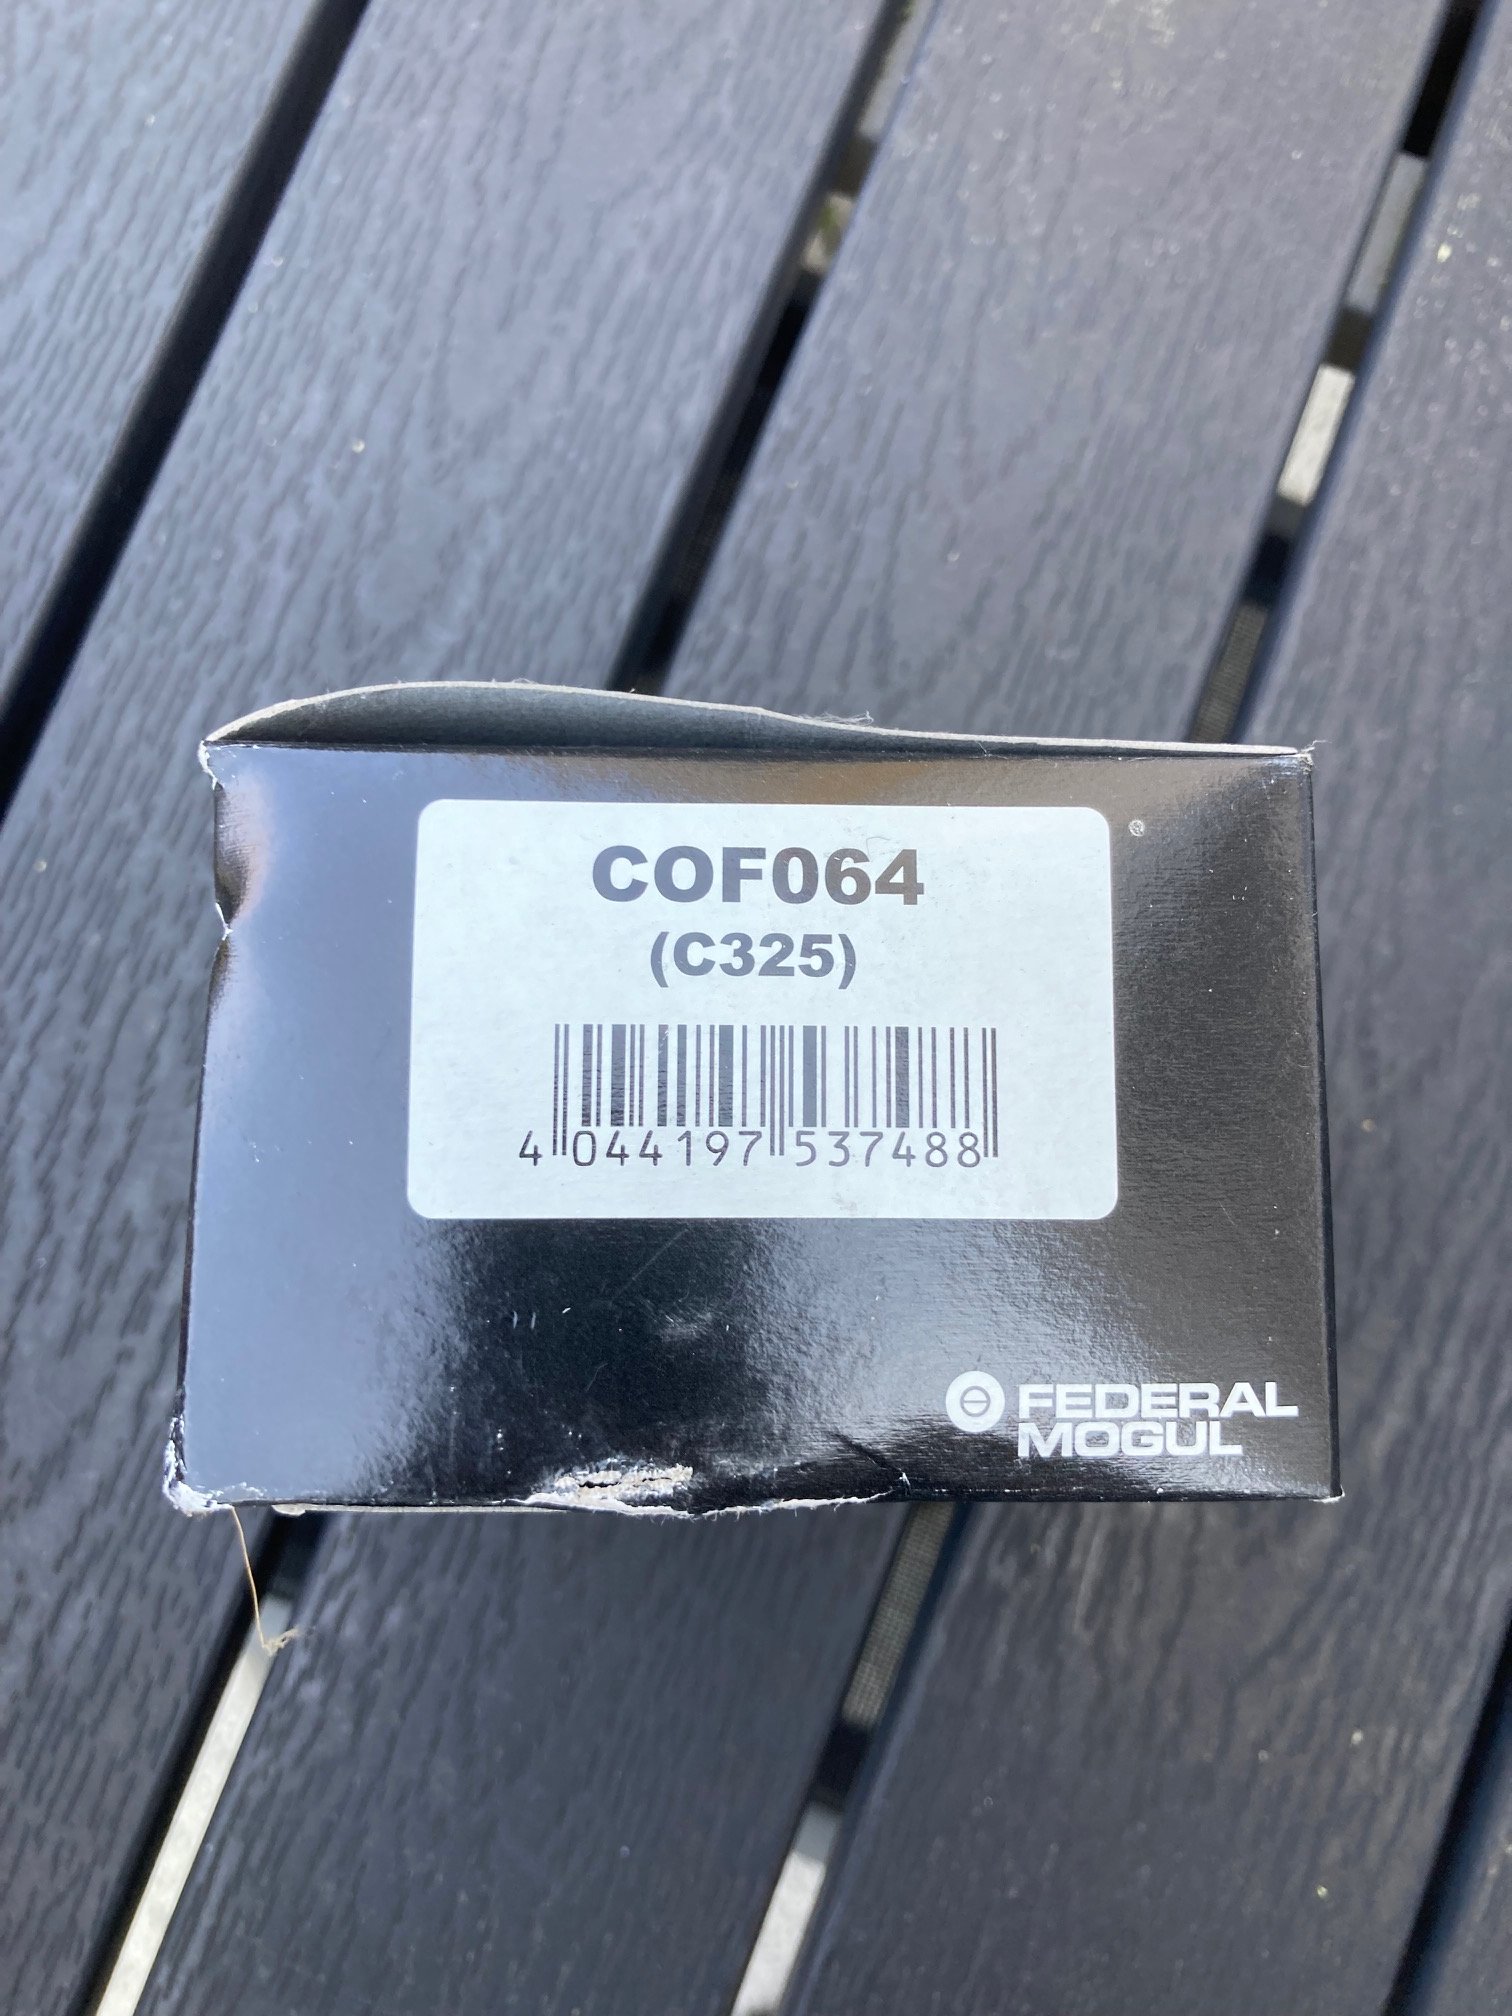 COF064
(C325)
4 044197 537488
FEDERAL
MOGUL